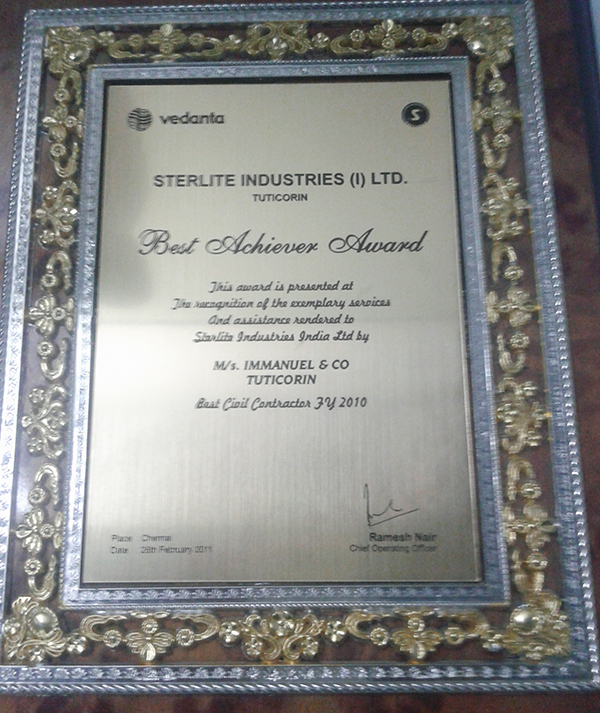 vedanta
S
STERLITE INDUSTRIES (I) LTD.
TUTICORIN
Best Achiever Award
This award is presented at
The recognition of the exemplary services
And assistance rendered to
Sterlite Industries India Ltd by
M/s. IMMANUEL & CO
TUTICORIN
Best Civil Contractor FY 2010
Place Chennai
Date 26th February 2011
Ramesh Nair
Chief Operating Officer